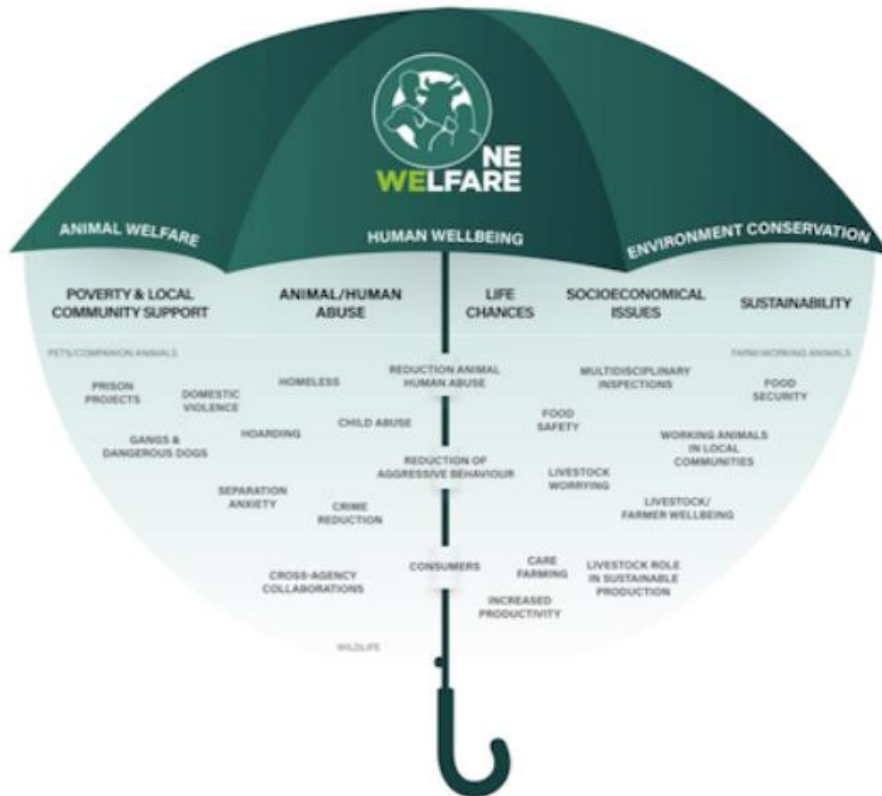 ONE
WELFARE
ANIMAL WELFARE
HUMAN WELLBEING
ENVIRONMENT CONSERVATION
POVERTY & LOCAL
COMMUNITY SUPPORT
ANIMAL/HUMAN
ABUSE
LIFE
CHANCES
SOCIOECONOMICAL
ISSUES
SUSTAINABILITY
PETS/COMPANION ANIMALS
FARM/WORKING ANIMALS
PRISON
PROJECTS
DOMESTIC
VIOLENCE
HOMELESS
REDUCTION ANIMAL
HUMAN ABUSE
MULTIDISCIPLINARY
INSPECTIONS
FOOD
SECURITY
GANGS &
DANGEROUS DOGS
HOARDING
CHILD ABUSE
FOOD
SAFETY
WORKING ANIMALS
IN LOCAL
COMMUNITIES
REDUCTION OF
AGGRESSIVE BEHAVIOUR
SEPARATION
ANXIETY
CRIME
REDUCTION
LIVESTOCK
WORRYING
LIVESTOCK/
FARMER WELLBEING
CROSS-AGENCY
COLLABORATIONS
CONSUMERS
CARE
FARMING
LIVESTOCK ROLE
IN SUSTAINABLE
PRODUCTION
INCREASED
PRODUCTIVITY
WILDLIFE